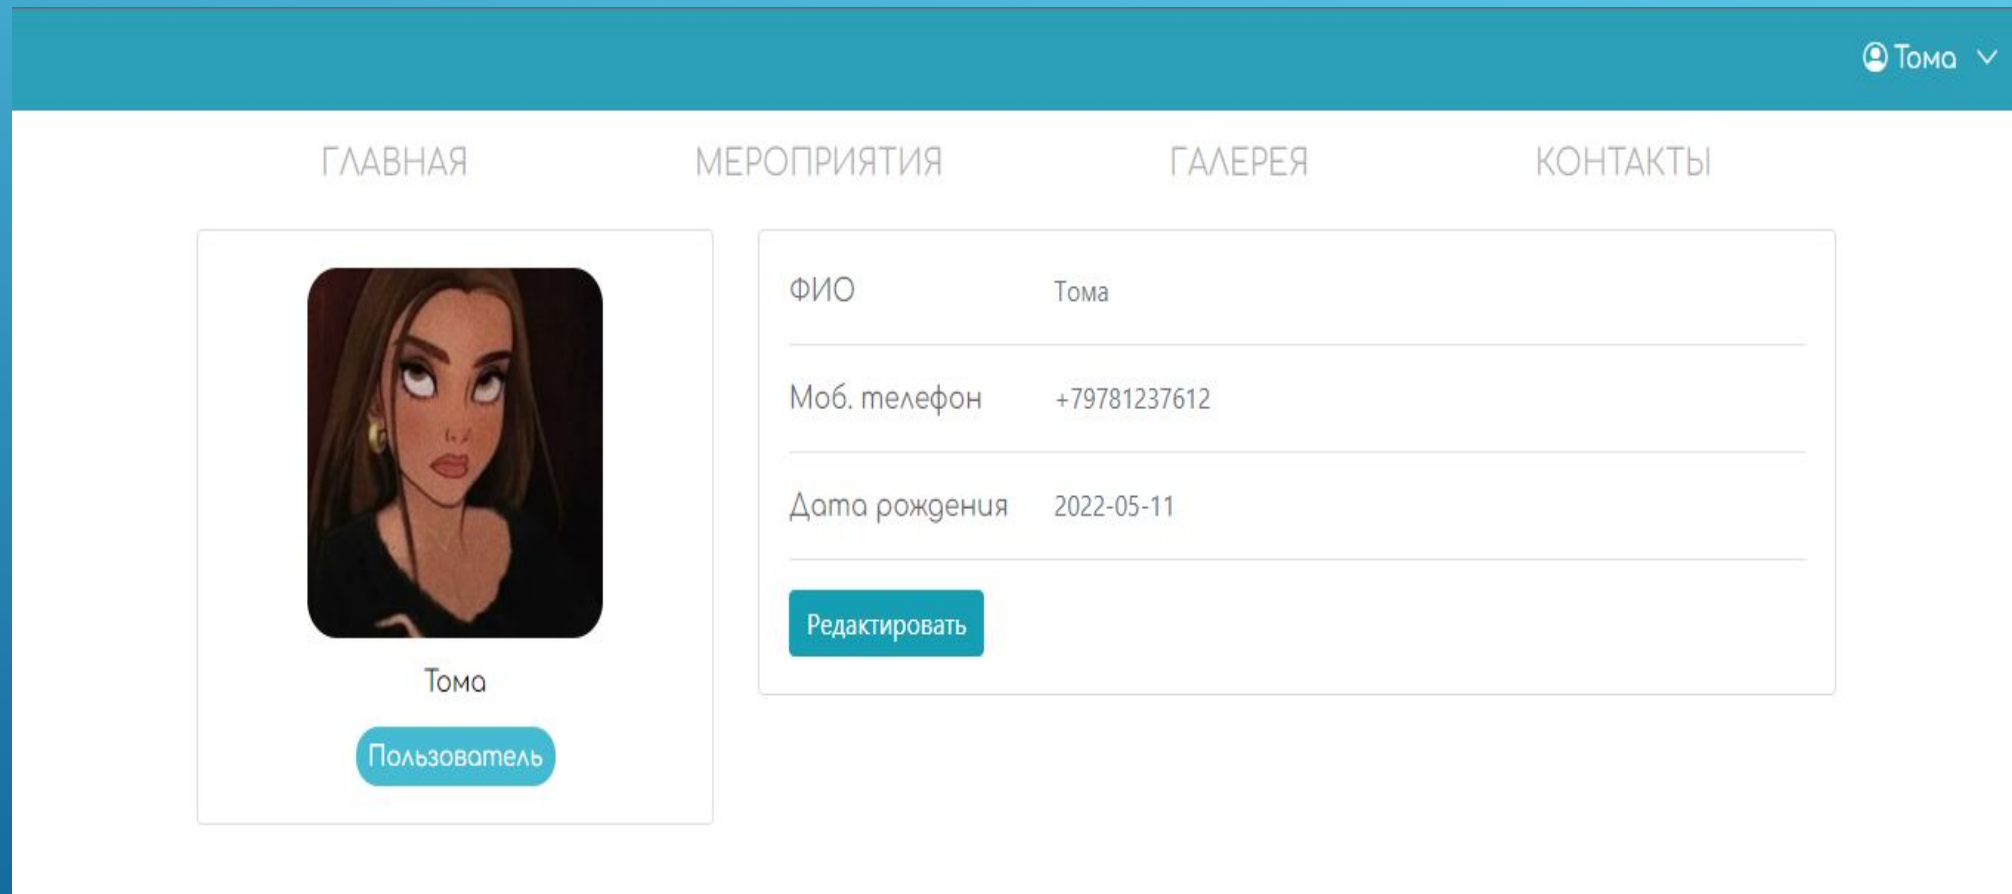 Тома
ГЛАВНАЯ МЕРОПРИЯТИЯ ГАЛЕРЕЯ КОНТАКТЫ
ФИО Тома
Моб. телефон +79781237612
Дата рождения 2022-05-11
Редактировать
Тома
Пользователь